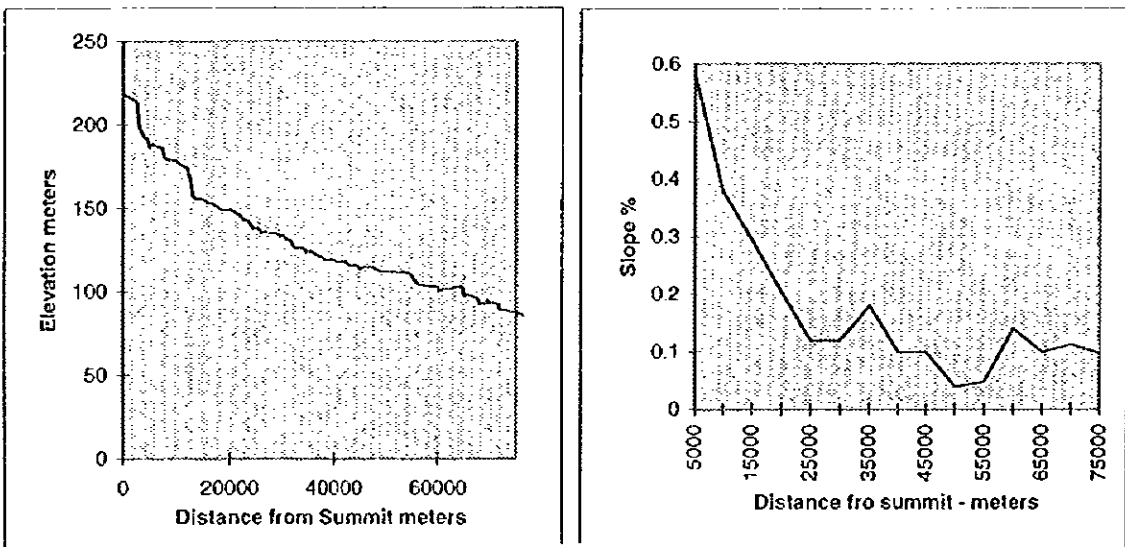 250
200
150
100
50
0
Elevation meters
0 20000 40000 60000
Distance from Summit meters
0.6
0.5
0.4
0.3
0.2
0.1
0
Slope %
5000 15000 25000 35000 45000 55000 65000 75000
Distance fro summit - meters